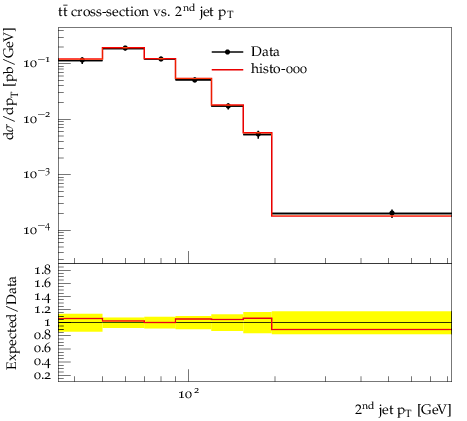 tt̄ cross-section vs. 2nd jet pT
dσ/dpT [pb/GeV]
10−1
10−2
10−3
10−4
Data
histo-000
Expected/Data
1.8
1.6
1.4
1.2
1
0.8
0.6
0.4
0.2
10 2
2nd jet pT [GeV]